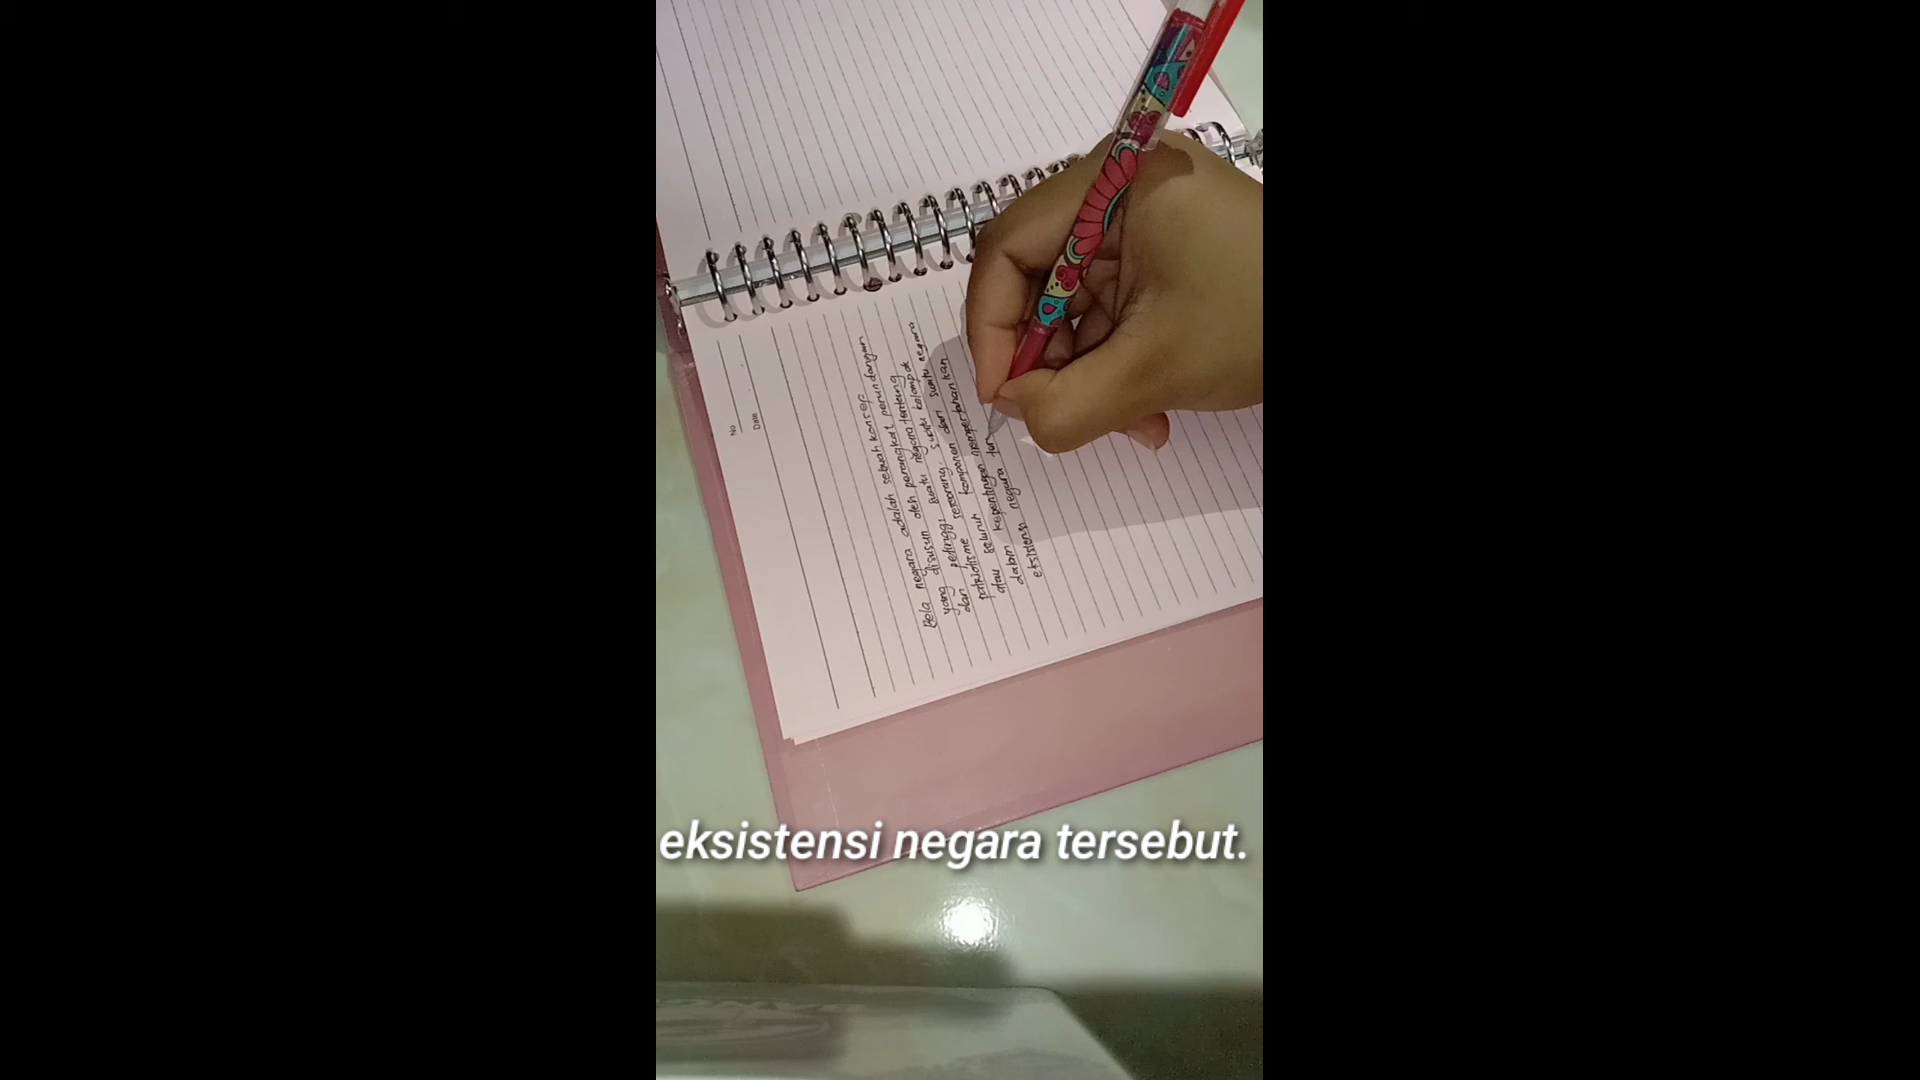 No
Date
Bela negara adalah sebuah konsep
yang disusun oleh perangkat perundangan
dan petinggi suatu negara tentang
patriotisme seseorang, suatu kelompok
atau seluruh komponen dari suatu negara
dalam kepentingan mempertahankan
eksistensi negara ter
eksistensi negara tersebut.